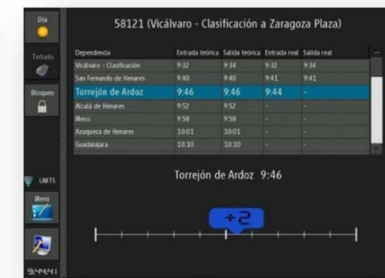 Día
58121 (Vicálvaro - Clasificación a Zaragoza Plaza)
Teclado
Dependencia Entrada teórica Salida teórica Entrada real Salida real
Vicálvaro - Clasificación 9:32 9:34 9:32 9:34
San Fernando de Henares 9:40 9:40 9:41 9:41
Torrejón de Ardoz 9:46 9:46 9:44 -
Bloqueo
Alcalá de Henares 9:52 9:52 - -
Meco 9:58 9:58 - -
Azuqueca de Henares 10:01 10:01 - -
Guadalajara 10:10 10:10 - -
UMTS
Torrejón de Ardoz 9:46
Menú
+2
9:44:41